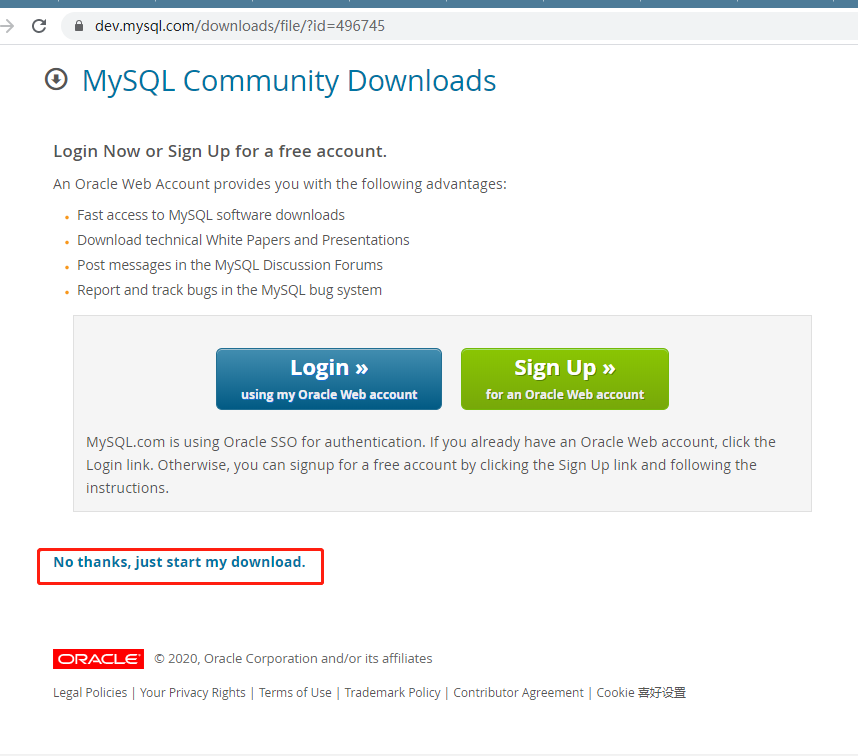 dev.mysql.com/downloads/file/?id=496745
MySQL Community Downloads
Login Now or Sign Up for a free account.
An Oracle Web Account provides you with the following advantages:
Fast access to MySQL software downloads
Download technical White Papers and Presentations
Post messages in the MySQL Discussion Forums
Report and track bugs in the MySQL bug system
Login »
using my Oracle Web account
Sign Up »
for an Oracle Web account
MySQL.com is using Oracle SSO for authentication. If you already have an Oracle Web account, click the
Login link. Otherwise, you can signup for a free account by clicking the Sign Up link and following the
instructions.
No thanks, just start my download.
ORACLE © 2020, Oracle Corporation and/or its affiliates
Legal Policies | Your Privacy Rights | Terms of Use | Trademark Policy | Contributor Agreement | Cookie 喜好设置